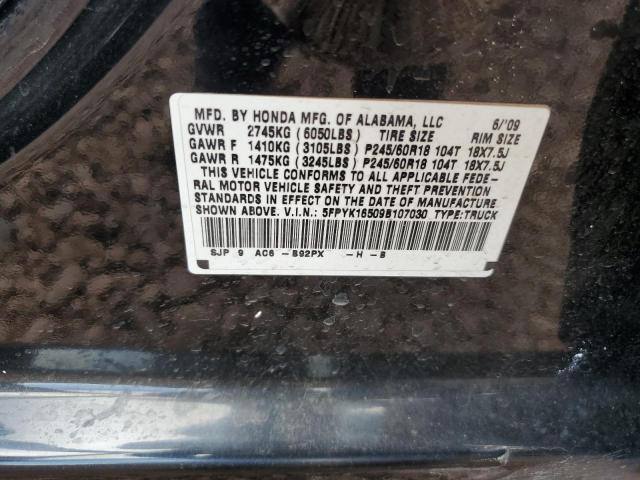 MFD. BY HONDA MFG. OF ALABAMA, LLC 6/'09
GVWR 2745KG (6050LBS) TIRE SIZE RIM SIZE
GAWR F 1410KG (3105LBS) P245/60R18 104T 18X7.5J
GAWR R 1475KG (3245LBS) P245/60R18 104T 18X7.5J
THIS VEHICLE CONFORMS TO ALL APPLICABLE FEDE-
RAL MOTOR VEHICLE SAFETY AND THEFT PREVENTION
STANDARDS IN EFFECT ON THE DATE OF MANUFACTURE
SHOWN ABOVE. V.I.N.: 5FPYK16509B107030 TYPE:TRUCK
SJP 9 AC6 -B92PX -H -B